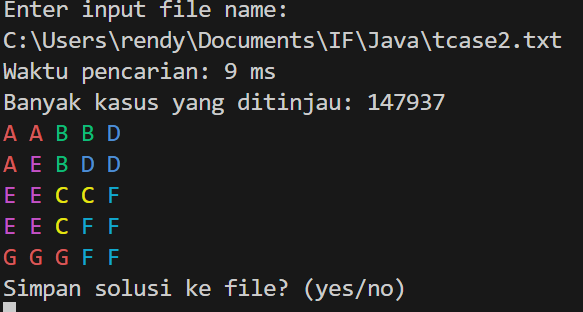 Enter input file name:
C:\Users\rendy\Documents\IF\Java\tcase2.txt
Waktu pencarian: 9 ms
Banyak kasus yang ditinjau: 147937
A A B B D
A E B D D
E E C C F
E E C F F
G G G F F
Simpan solusi ke file? (yes/no)